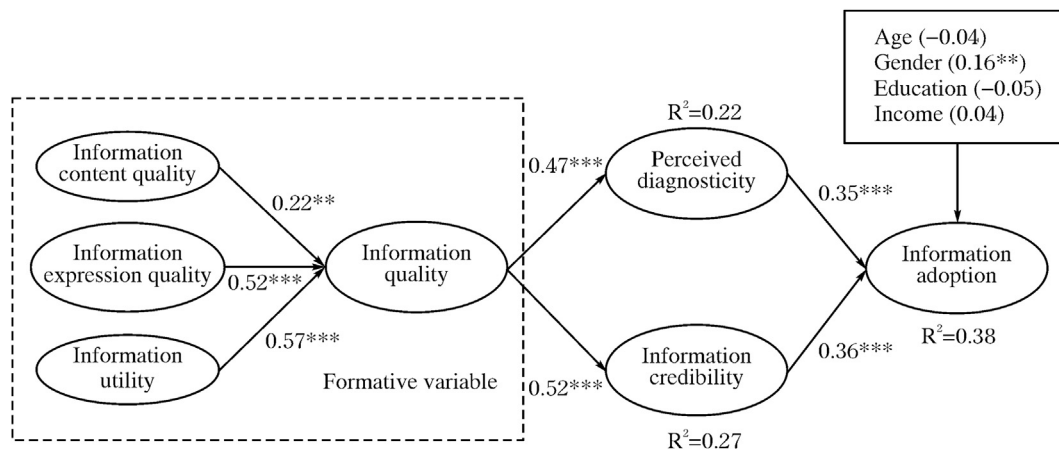 Age (−0.04)
Gender (0.16**)
Education (−0.05)
Income (0.04)
R²=0.22
Information
content quality
0.22**
Information
expression quality
0.52***
Information
utility
0.57***
Information
quality
Formative variable
0.47***
Perceived
diagnosticity
0.35***
0.52***
Information
credibility
0.36***
R²=0.27
Information
adoption
R²=0.38